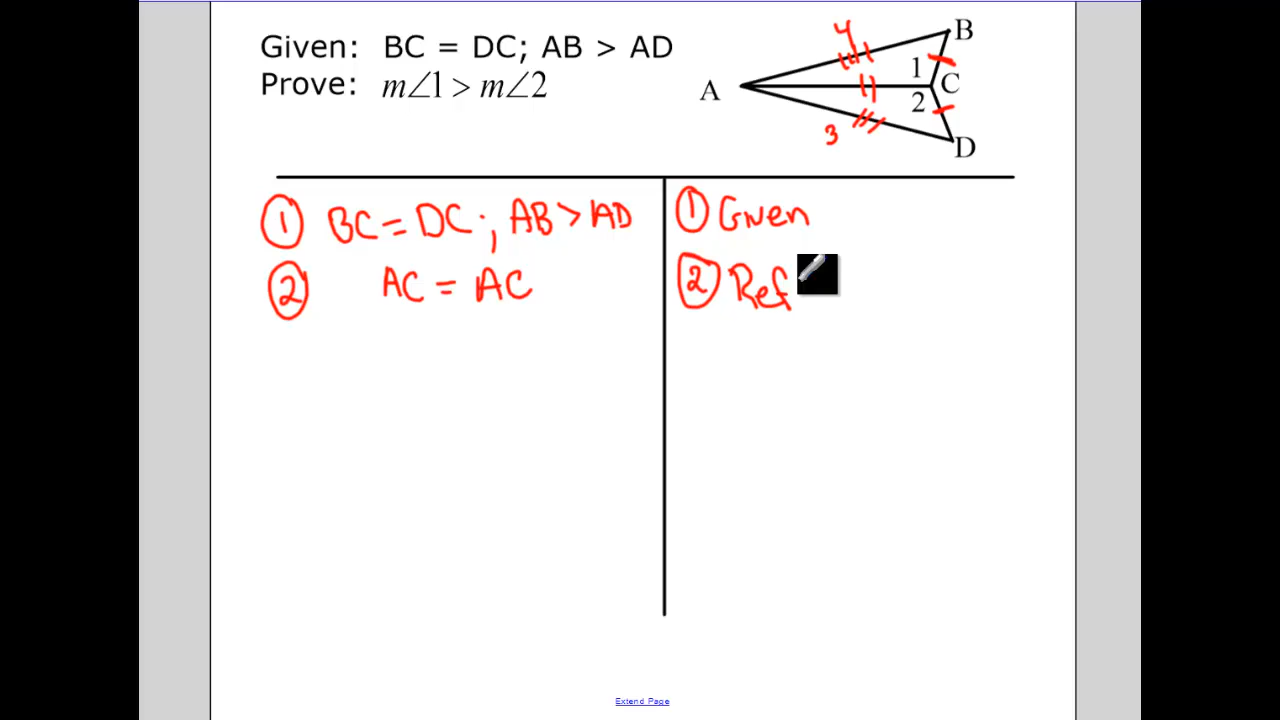 Given: BC = DC; AB > AD
Prove: m∠1 > m∠2
A
B
C
D
1
2
4
3
① BC = DC; AB > AD
① Given
② AC = AC
② Ref
Extend Page